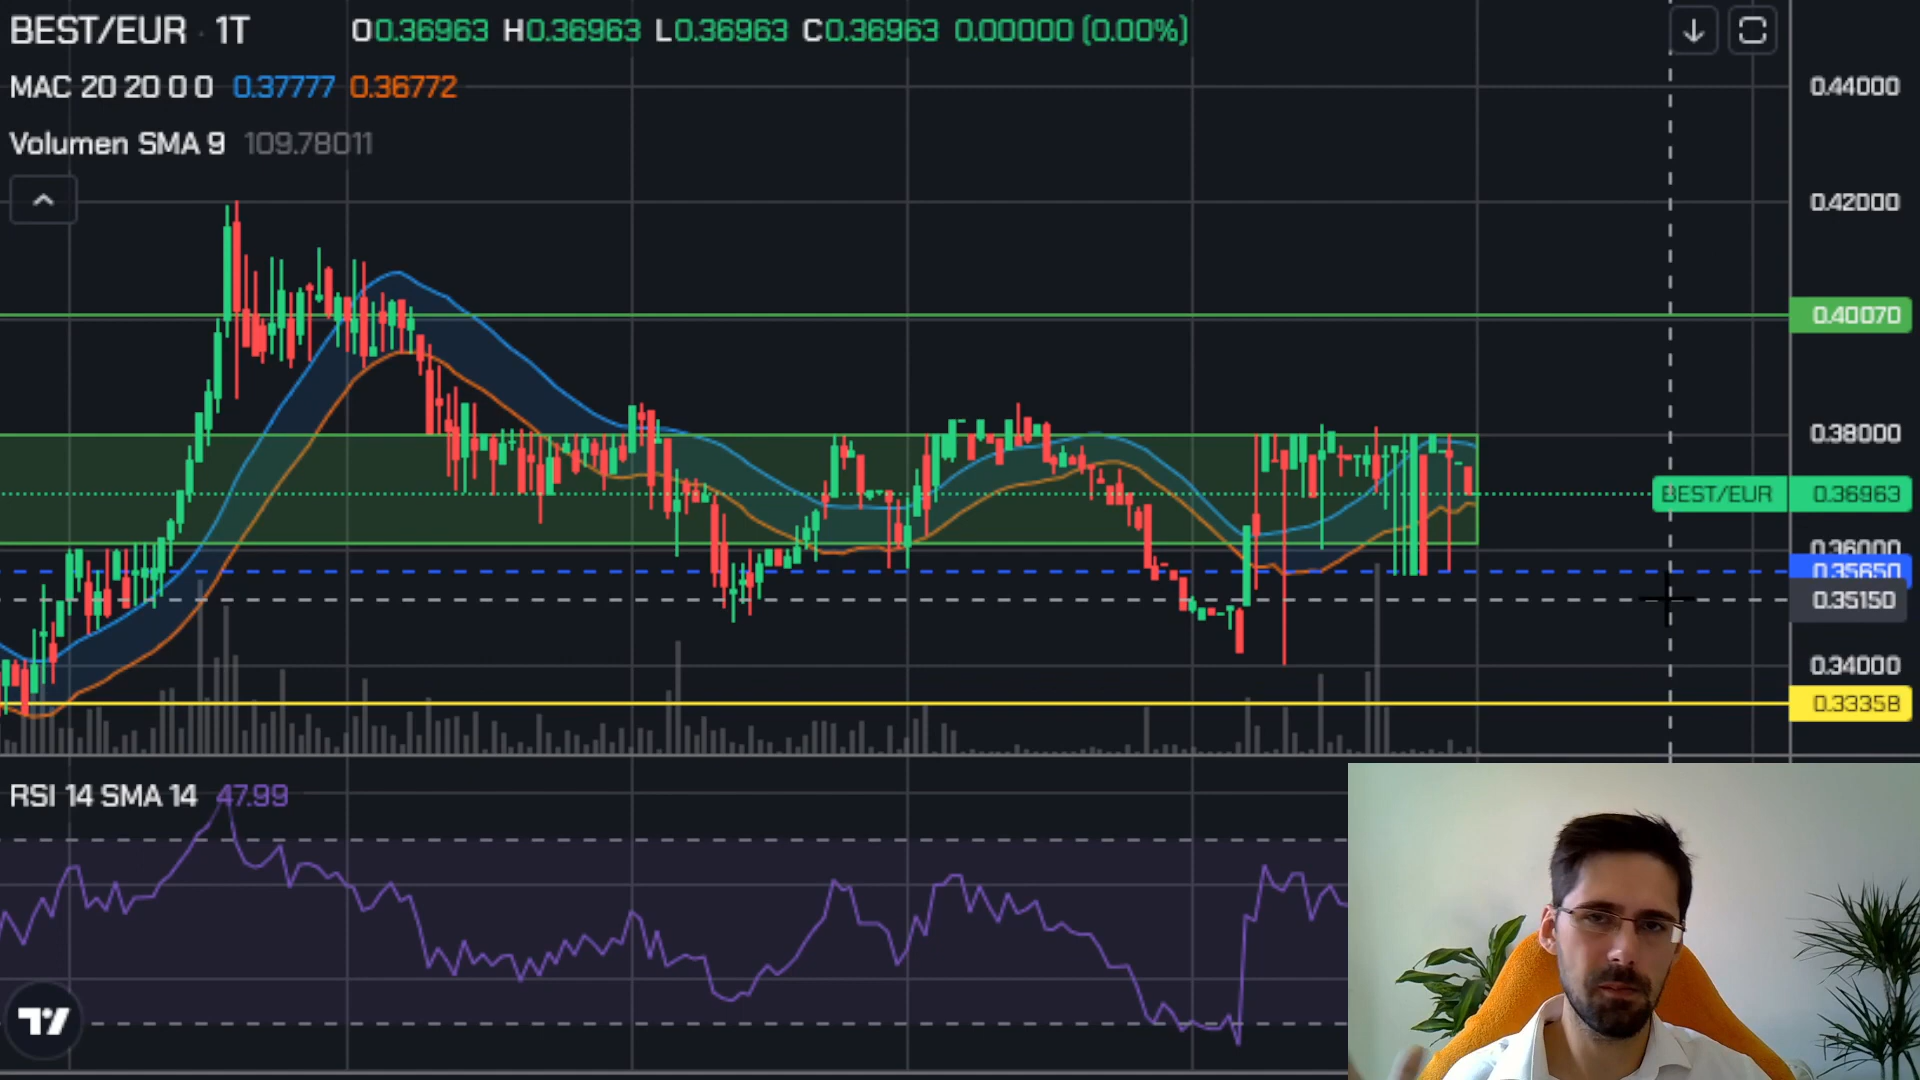 BEST/EUR · 1T O0.36963 H0.36963 L0.36963 C0.36963 0.00000 (0.00%)
MAC 20 20 0 0 0.37777 0.36772
Volumen SMA 9 109.78011
0.44000
0.42000
0.40070
0.38000
BEST/EUR 0.36963
0.36000
0.35650
0.35150
0.34000
0.33358
RSI 14 SMA 14 47.99